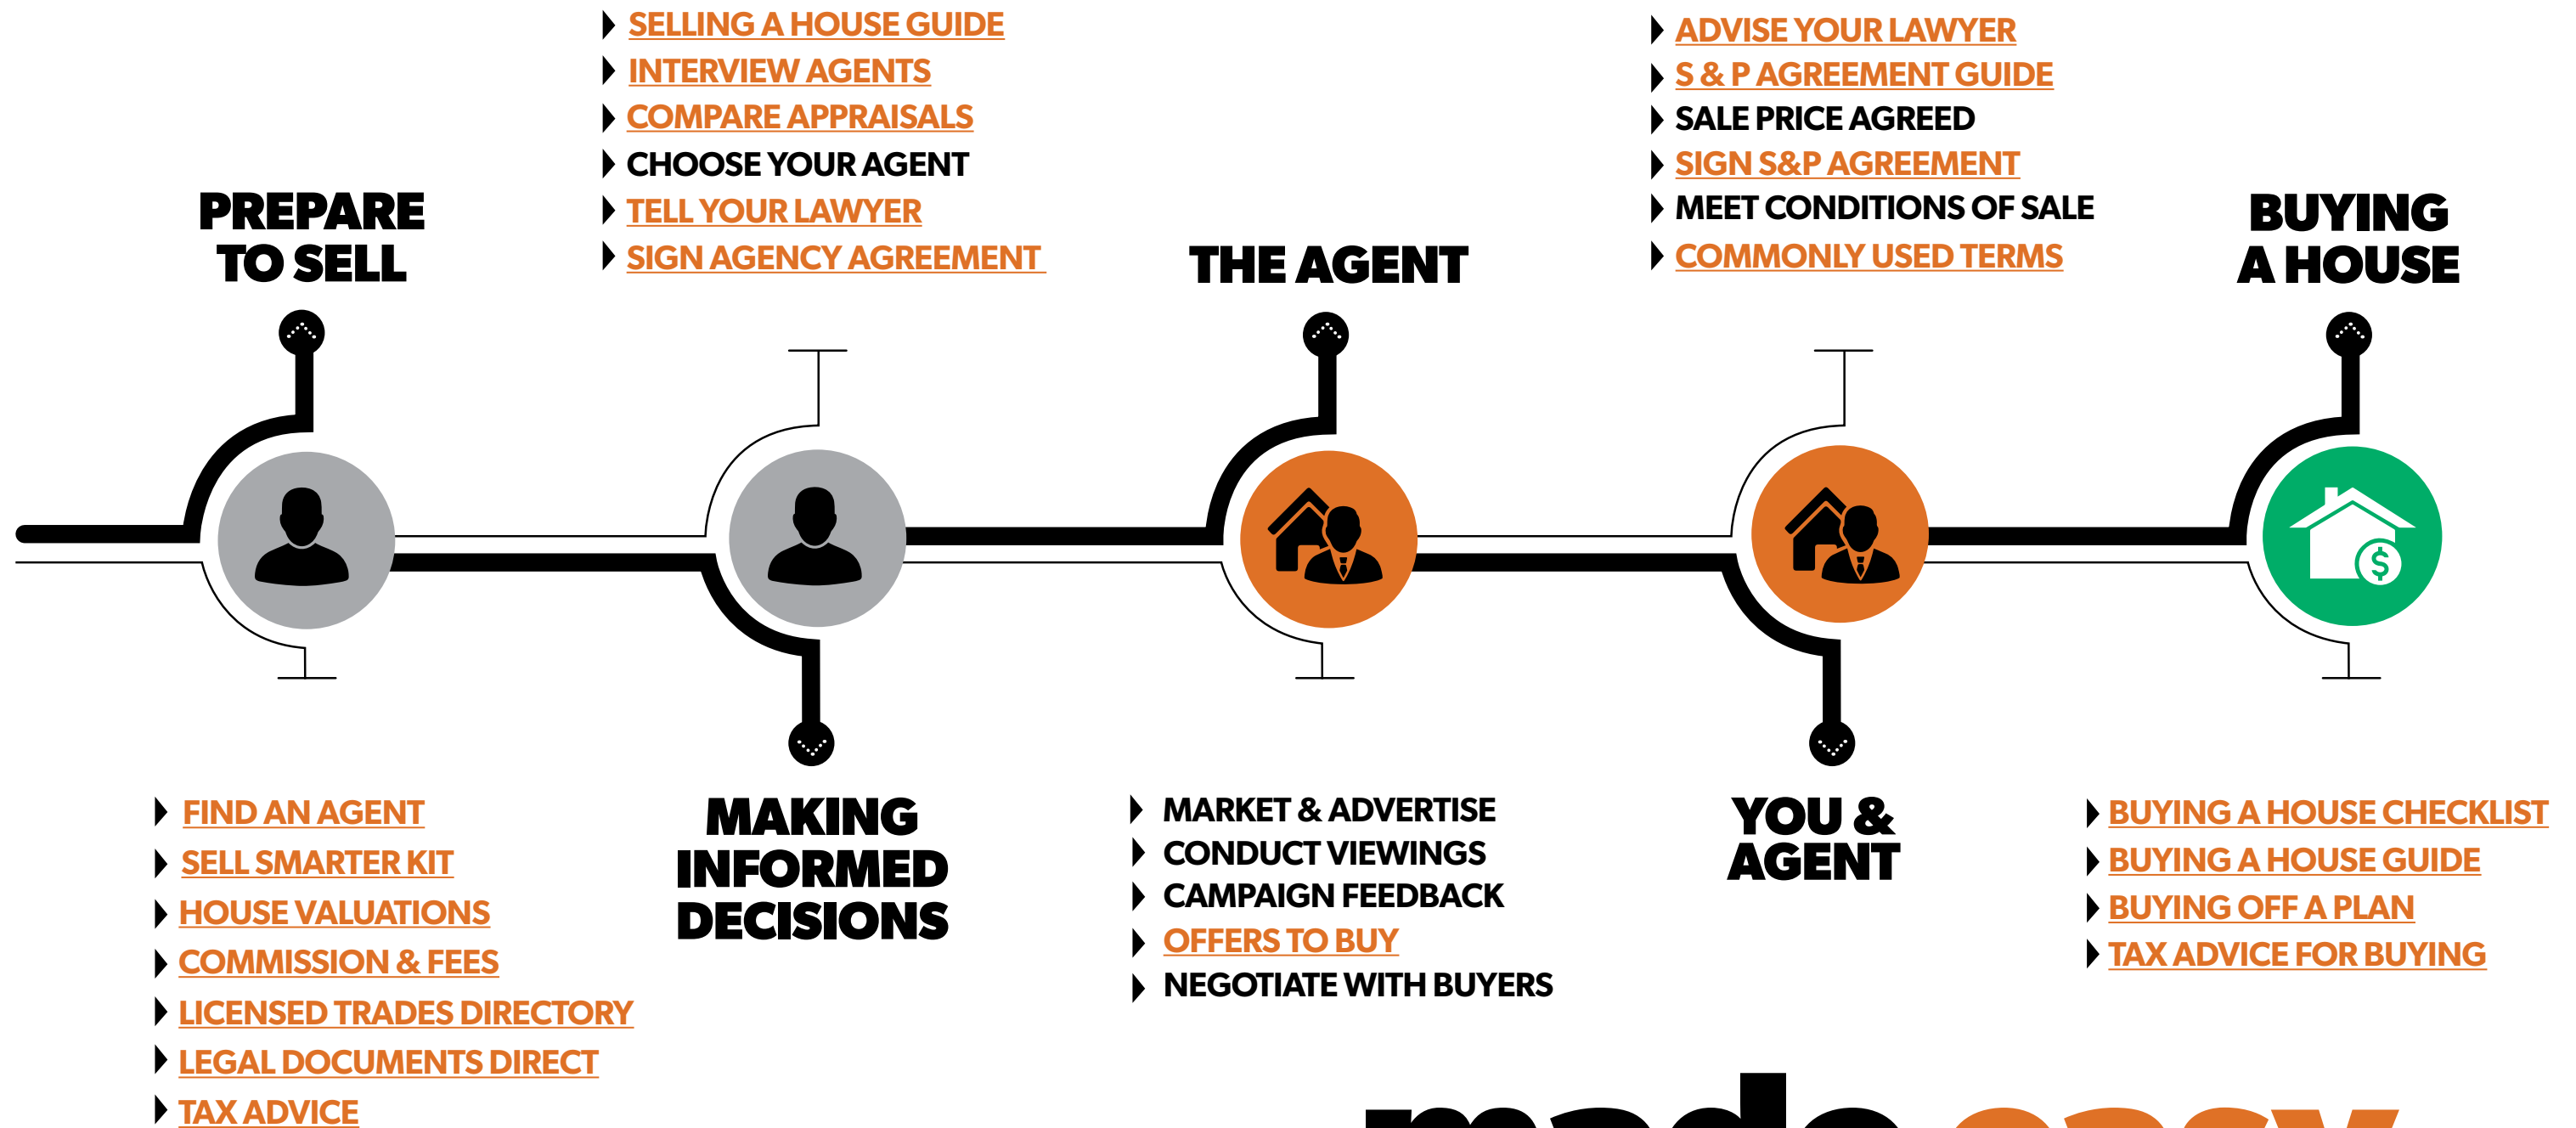 PREPARE
TO SELL
FIND AN AGENT
SELL SMARTER KIT
HOUSE VALUATIONS
COMMISSION & FEES
LICENSED TRADES DIRECTORY
LEGAL DOCUMENTS DIRECT
TAX ADVICE
SELLING A HOUSE GUIDE
INTERVIEW AGENTS
COMPARE APPRAISALS
CHOOSE YOUR AGENT
TELL YOUR LAWYER
SIGN AGENCY AGREEMENT
MAKING
INFORMED
DECISIONS
THE AGENT
MARKET & ADVERTISE
CONDUCT VIEWINGS
CAMPAIGN FEEDBACK
OFFERS TO BUY
NEGOTIATE WITH BUYERS
ADVISE YOUR LAWYER
S & P AGREEMENT GUIDE
SALE PRICE AGREED
SIGN S&P AGREEMENT
MEET CONDITIONS OF SALE
COMMONLY USED TERMS
YOU &
AGENT
BUYING
A HOUSE
$
BUYING A HOUSE CHECKLIST
BUYING A HOUSE GUIDE
BUYING OFF A PLAN
TAX ADVICE FOR BUYING
made easy